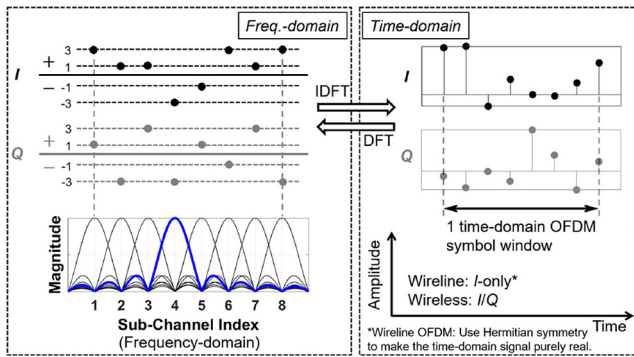 Freq.-domain
3
+
1
I
-1
−
-3
3
+
1
Q
-1
−
-3
Magnitude
1 2 3 4 5 6 7 8
Sub-Channel Index
(Frequency-domain)
IDFT
DFT
Time-domain
I
Q
1 time-domain OFDM
symbol window
Amplitude
Wireline: I-only*
Wireless: I/Q
Time
*Wireline OFDM: Use Hermitian symmetry
to make the time-domain signal purely real.